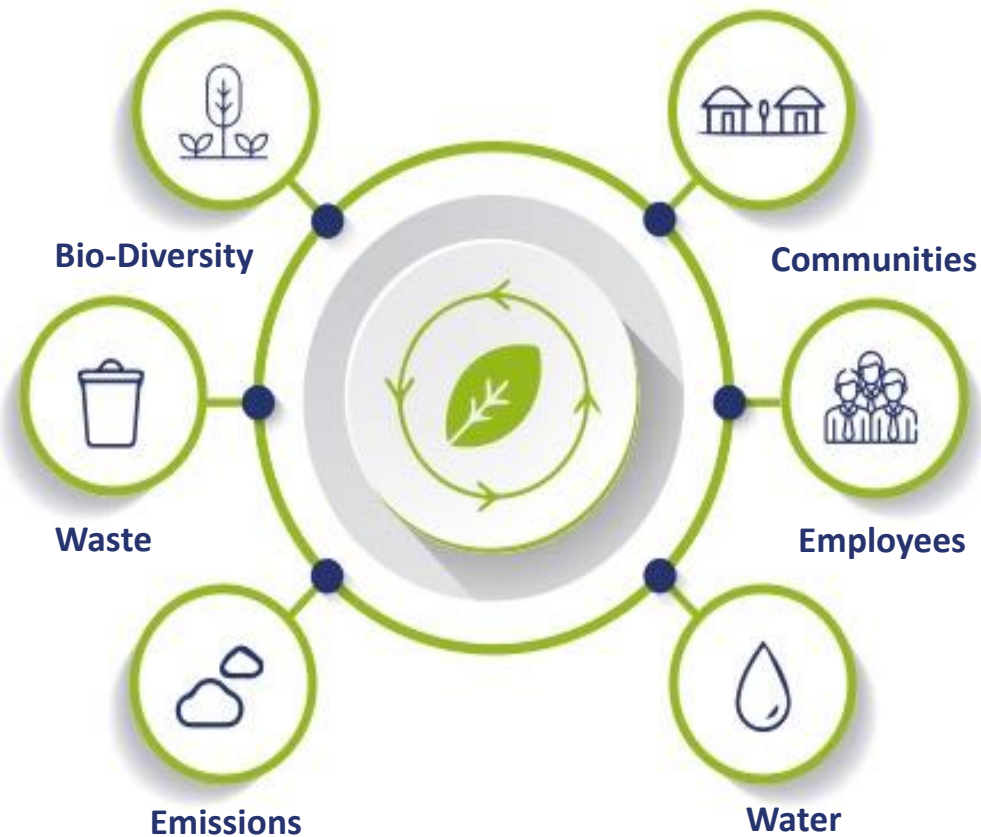 Bio-Diversity
Communities
Waste
Employees
Emissions
Water